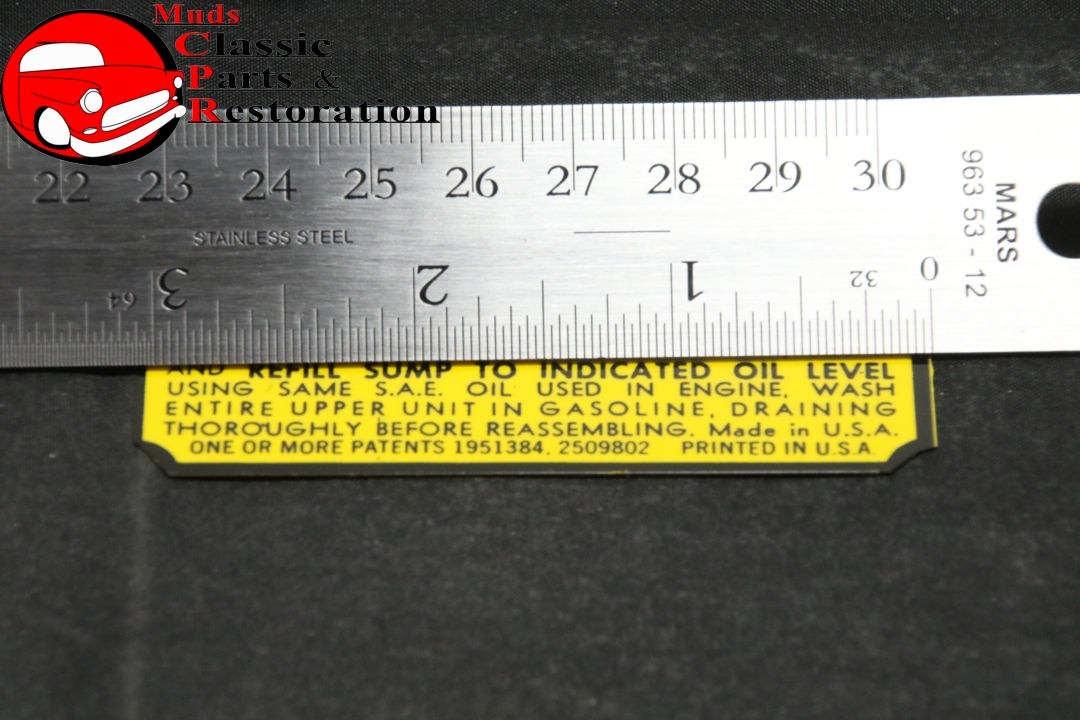 Muds
Classic
Parts &
Restoration
22 23 24 25 26 27 28 29 30
STAINLESS STEEL
MARS
963 53 - 12
64 3 2 1 32 0
AND REFILL SUMP TO INDICATED OIL LEVEL
USING SAME S.A.E. OIL USED IN ENGINE, WASH
ENTIRE UPPER UNIT IN GASOLINE, DRAINING
THOROUGHLY BEFORE REASSEMBLING. Made in U.S.A.
ONE OR MORE PATENTS 1951384, 2509802 PRINTED IN U.S.A.